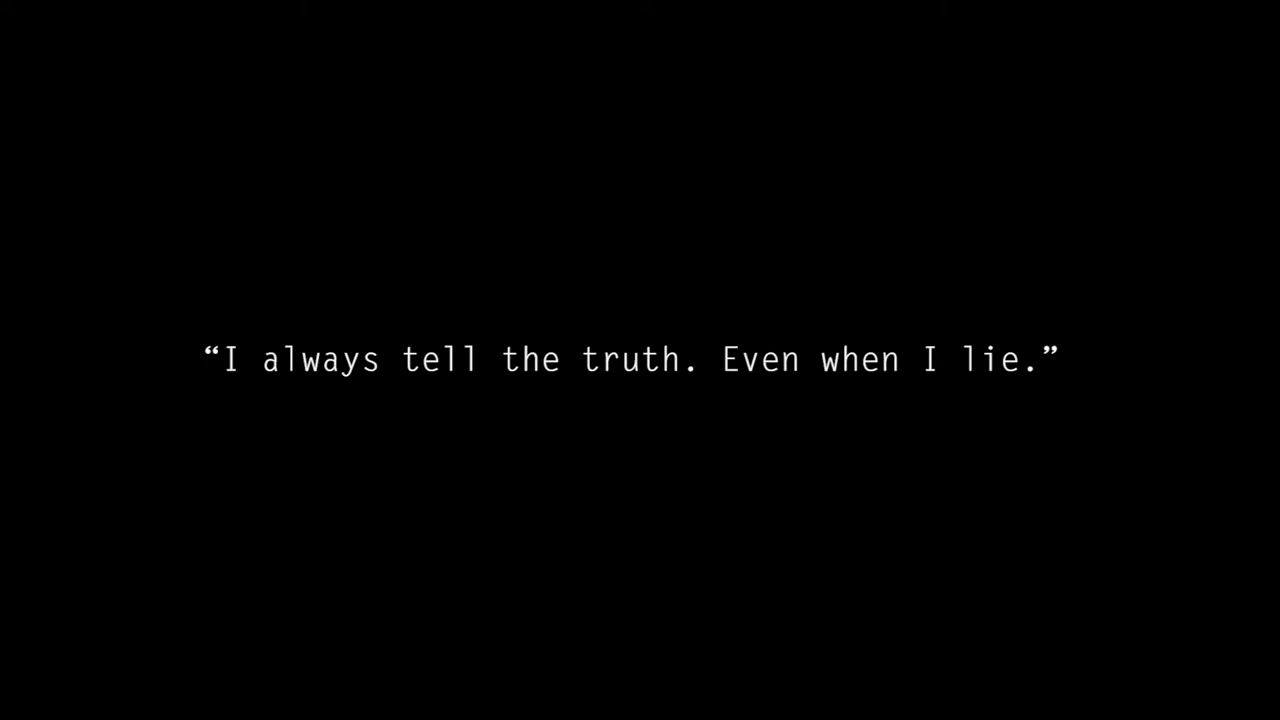 “I always tell the truth. Even when I lie.”